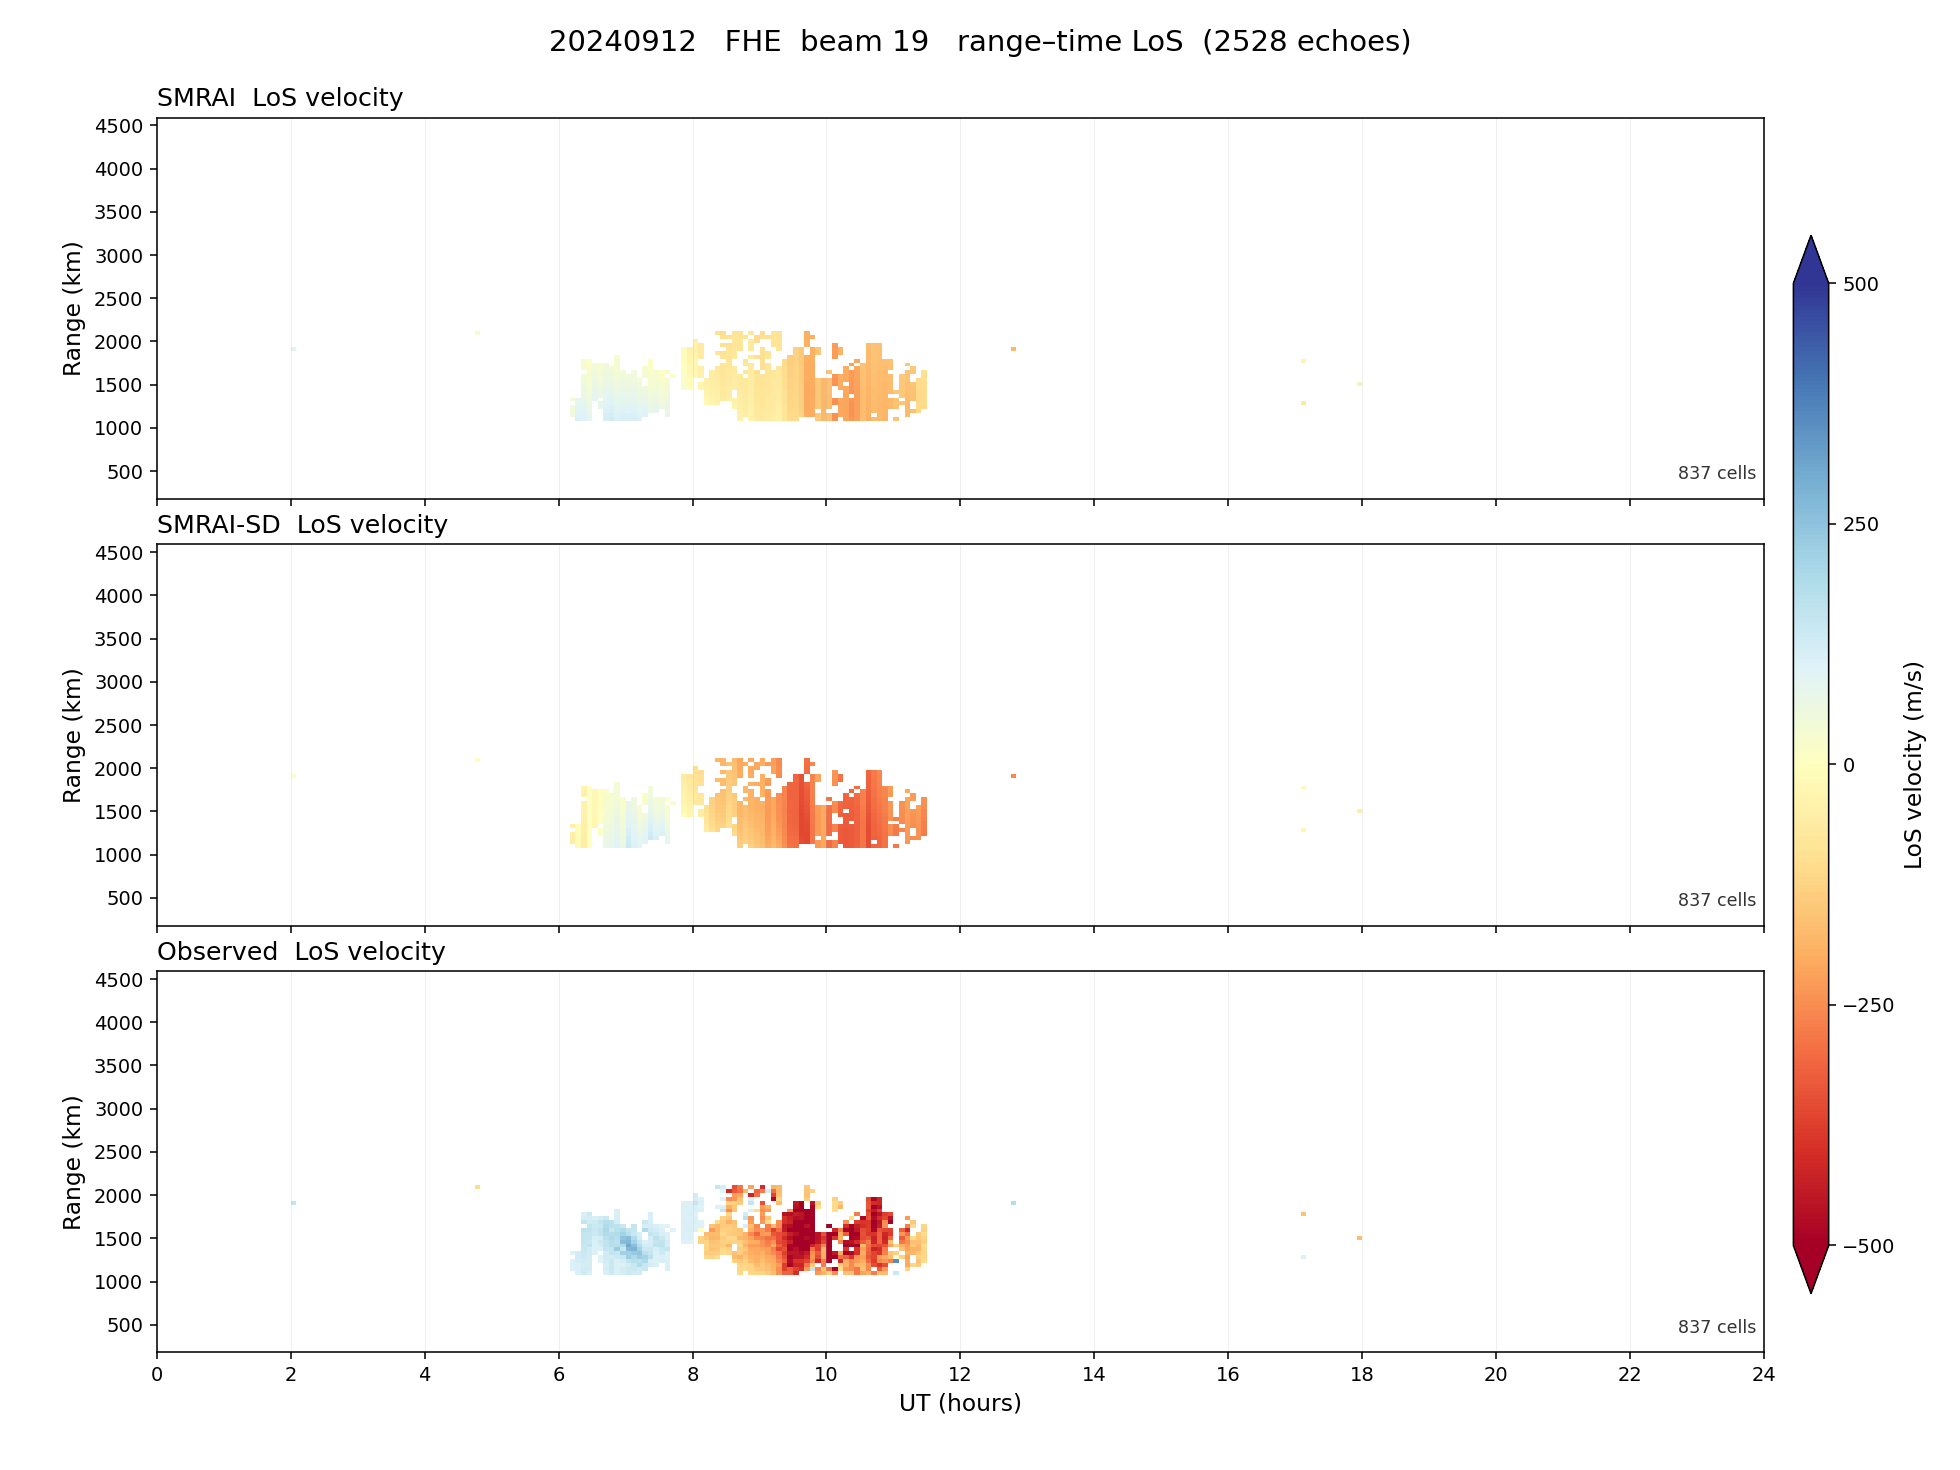 20240912   FHE  beam 19   range–time LoS  (2528 echoes)
SMRAI  LoS velocity
4500
4000
3500
3000
2500
2000
1500
1000
500
Range (km)
837 cells
SMRAI-SD  LoS velocity
4500
4000
3500
3000
2500
2000
1500
1000
500
Range (km)
837 cells
Observed  LoS velocity
4500
4000
3500
3000
2500
2000
1500
1000
500
Range (km)
837 cells
0 2 4 6 8 10 12 14 16 18 20 22 24
UT (hours)
500
250
0
−250
−500
LoS velocity (m/s)